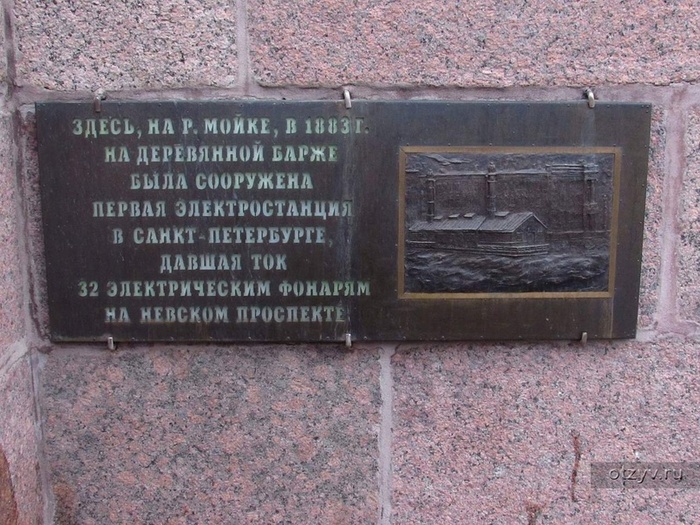 ЗДЕСЬ, НА Р. МОЙКЕ, В 1883 Г.
НА ДЕРЕВЯННОЙ БАРЖЕ
БЫЛА СООРУЖЕНА
ПЕРВАЯ ЭЛЕКТРОСТАНЦИЯ
В САНКТ-ПЕТЕРБУРГЕ,
ДАВШАЯ ТОК
32 ЭЛЕКТРИЧЕСКИМ ФОНАРЯМ
НА НЕВСКОМ ПРОСПЕКТЕ
otzyv.ru